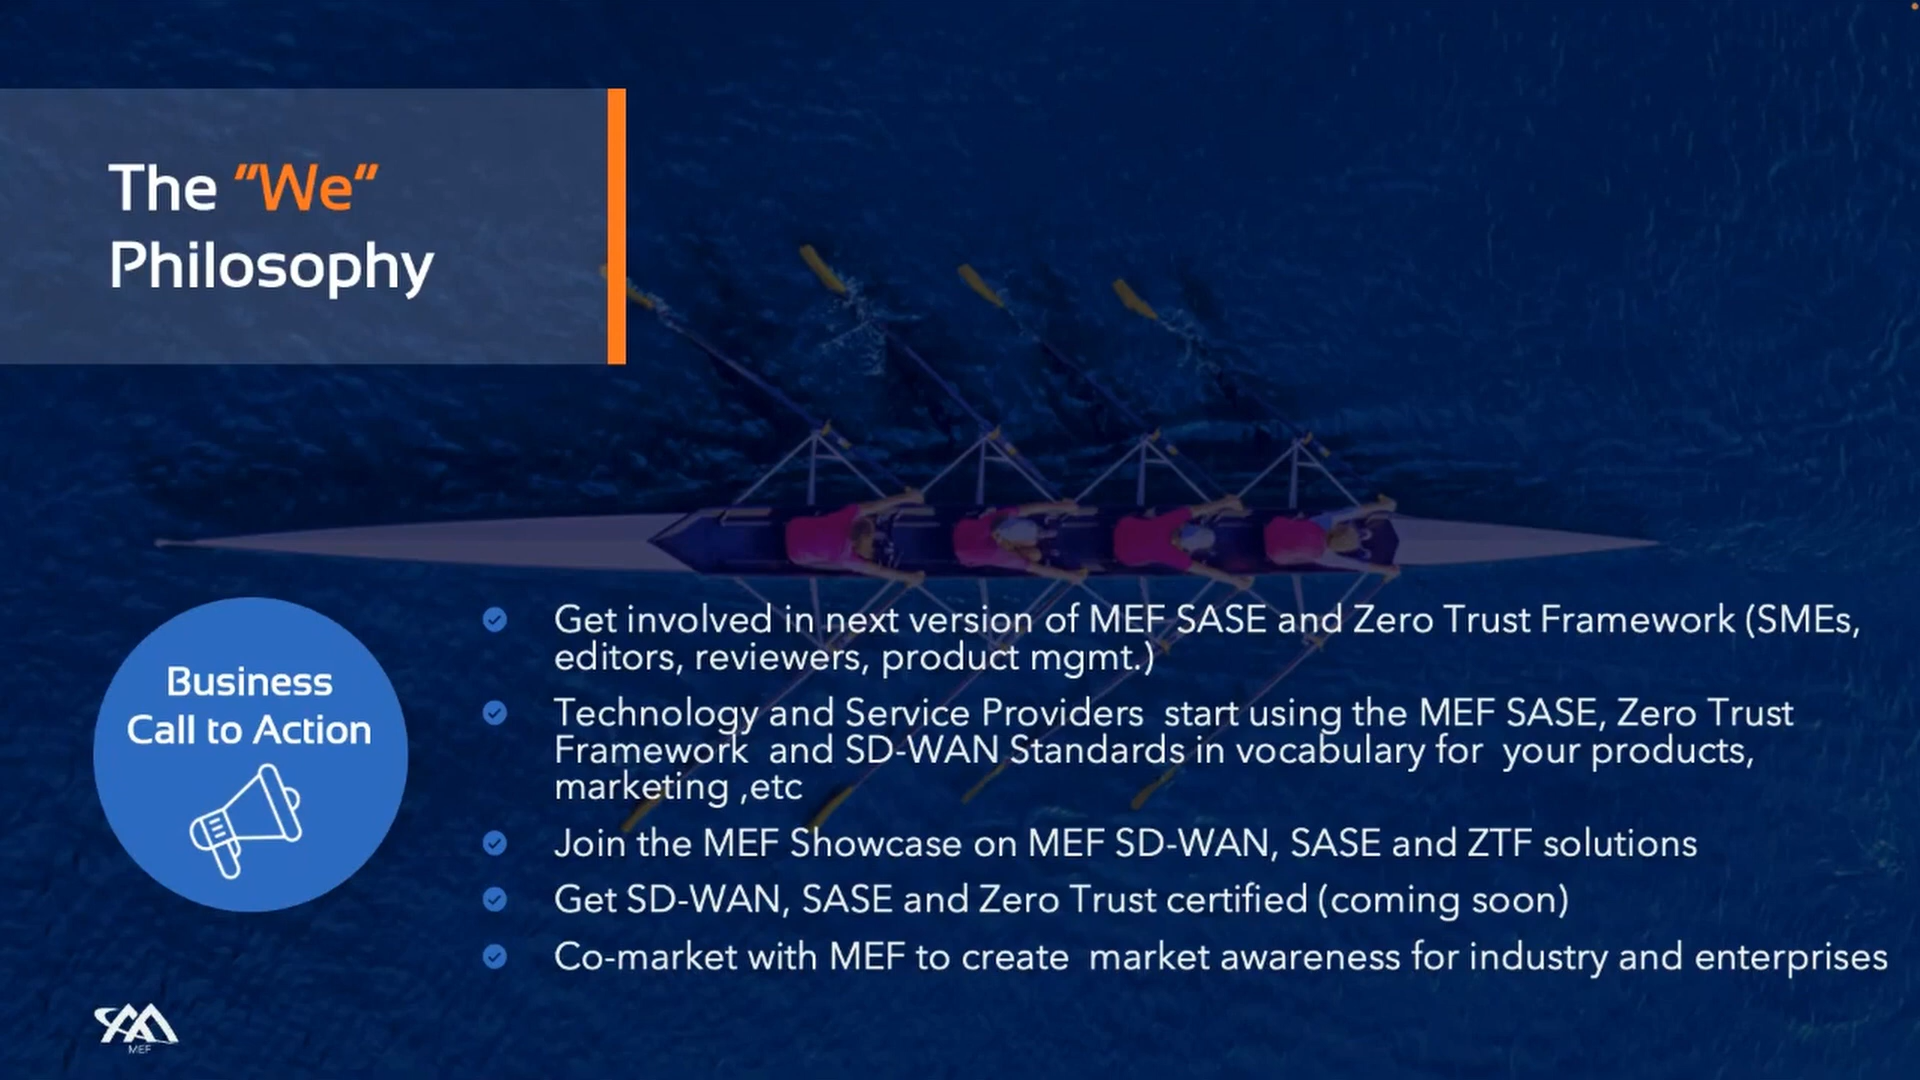 The "We"
Philosophy
Business
Call to Action
Get involved in next version of MEF SASE and Zero Trust Framework (SMEs,
editors, reviewers, product mgmt.)
Technology and Service Providers  start using the MEF SASE, Zero Trust
Framework  and SD-WAN Standards in vocabulary for  your products,
marketing ,etc
Join the MEF Showcase on MEF SD-WAN, SASE and ZTF solutions
Get SD-WAN, SASE and Zero Trust certified (coming soon)
Co-market with MEF to create  market awareness for industry and enterprises
MEF